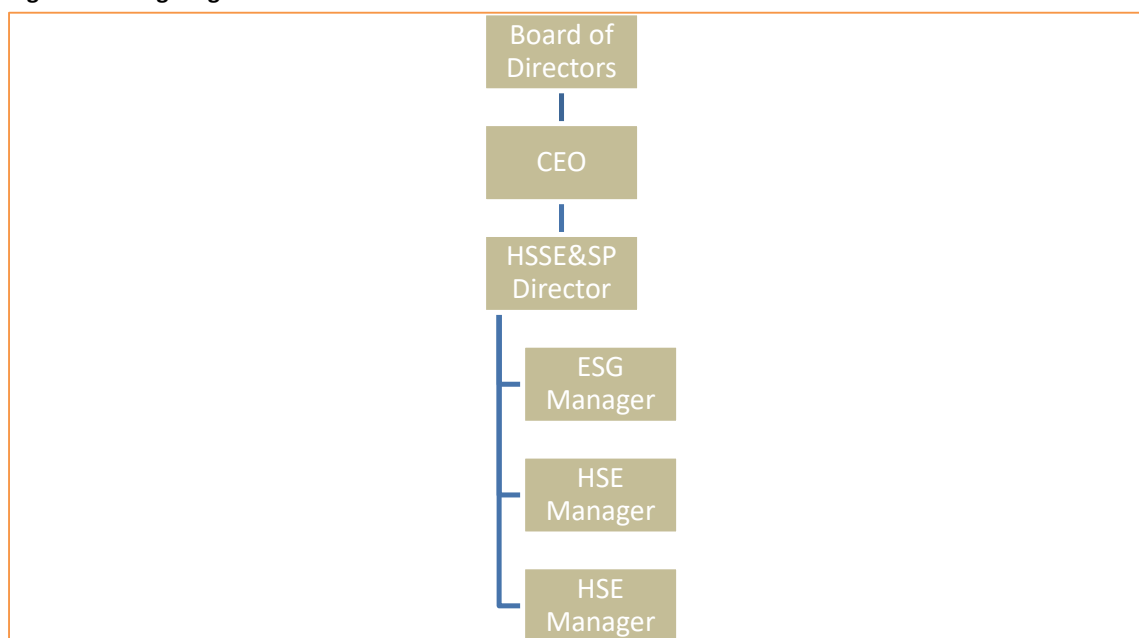 Board of
Directors
CEO
HSSE&SP
Director
ESG
Manager
HSE
Manager
HSE
Manager